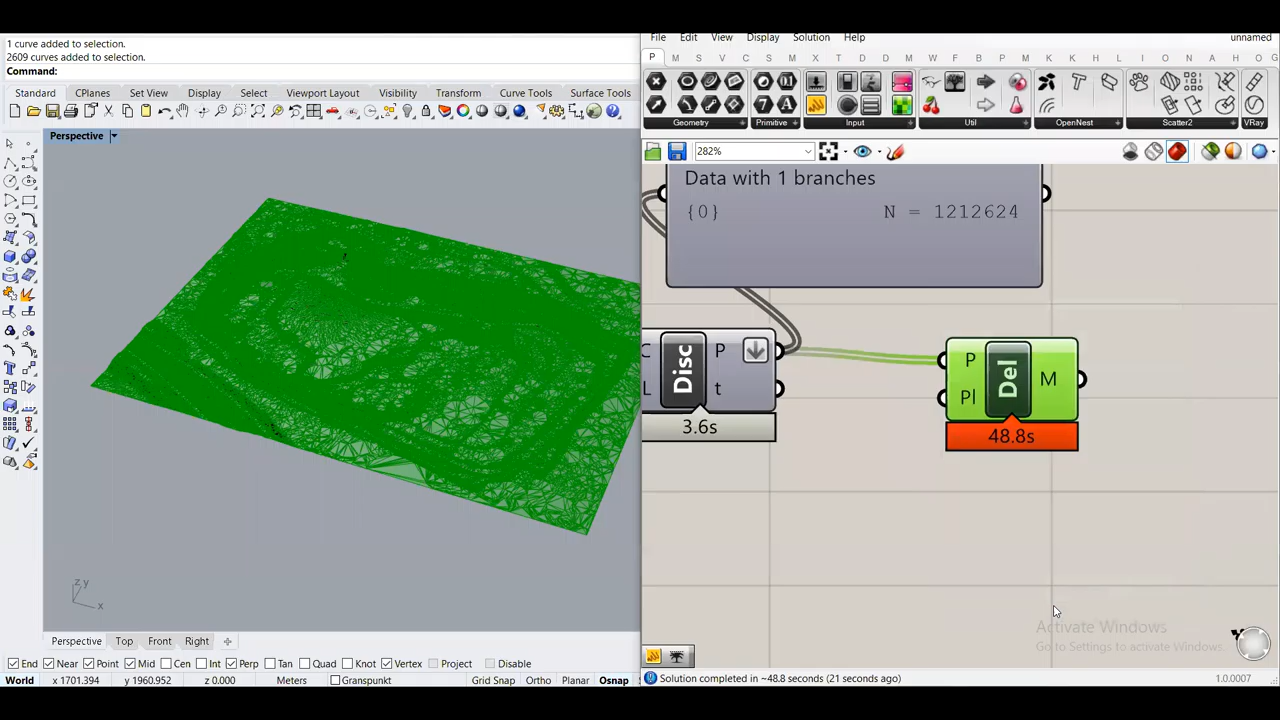 1 curve added to selection.
2609 curves added to selection.
Command:
Standard CPlanes Set View Display Select Viewport Layout Visibility Transform Curve Tools Surface Tools
Perspective
z y
x
Perspective Top Front Right
End Near Point Mid Cen Int Perp Tan Quad Knot Vertex Project Disable
World x 1701.394 y 1960.952 z 0.000 Meters Granspunkt Grid Snap Ortho Planar Osnap
File Edit View Display Solution Help unnamed
P M S V C S M X T D A R M W F B P L K K O I L S C H O G
Geometry Primitive Input Util OpenNest Scatter2 VRay
282%
Data with 1 branches
{0} N = 1212624
C Disc P
L t
3.6s
P Del M
Pl
48.8s
Activate Windows
Go to Settings to activate Windows.
Solution completed in ~48.8 seconds (21 seconds ago) 1.0.0007